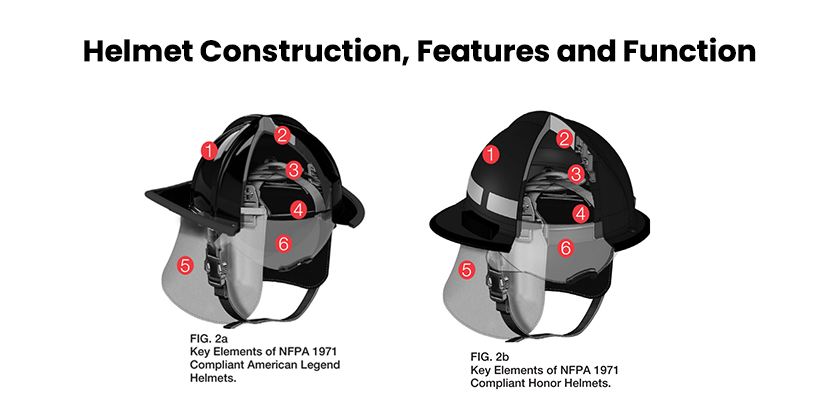 Helmet Construction, Features and Function
1
2
3
4
5
6
FIG. 2a
Key Elements of NFPA 1971
Compliant American Legend
Helmets.
1
2
3
4
5
6
FIG. 2b
Key Elements of NFPA 1971
Compliant Honor Helmets.